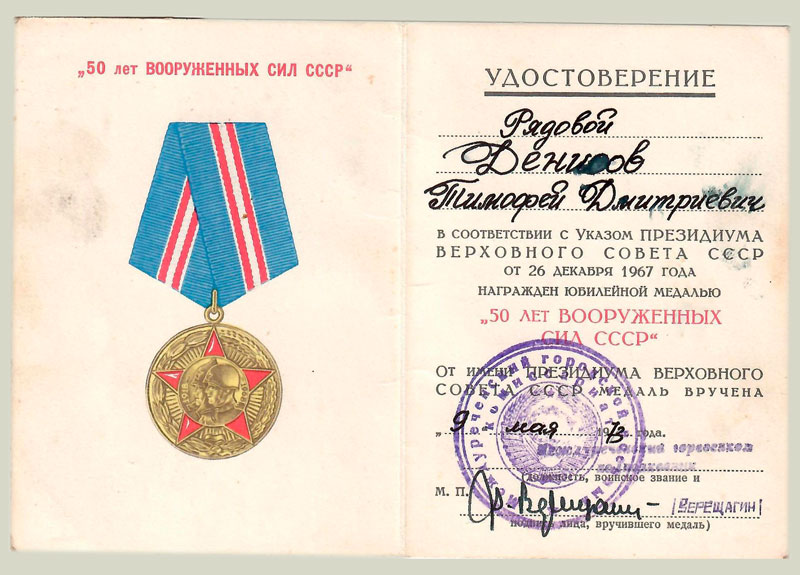 „50 лет ВООРУЖЕННЫХ СИЛ СССР“
УДОСТОВЕРЕНИЕ
Рядовой
Денисов
Тимофей Дмитриевич
В СООТВЕТСТВИИ С УКАЗОМ ПРЕЗИДИУМА
ВЕРХОВНОГО СОВЕТА СССР
ОТ 26 ДЕКАБРЯ 1967 ГОДА
НАГРАЖДЕН ЮБИЛЕЙНОЙ МЕДАЛЬЮ
„50 ЛЕТ ВООРУЖЕННЫХ
СИЛ СССР“
ОТ ИМЕНИ ПРЕЗИДИУМА ВЕРХОВНОГО
СОВЕТА СССР МЕДАЛЬ ВРУЧЕНА
„9 мая 1973 года.
городской
(должность, воинское звание и
М. П. /ВЕРЕЩАГИН/
подпись лица, вручившего медаль)